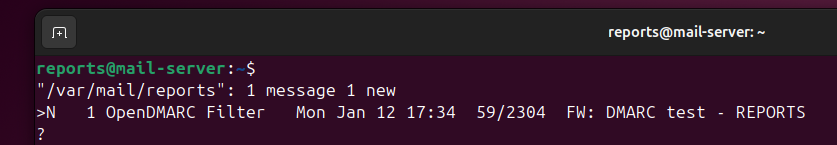 reports@mail-server: ~
reports@mail-server:~$
"/var/mail/reports": 1 message 1 new
>N   1 OpenDMARC Filter   Mon Jan 12 17:34  59/2304  FW: DMARC test - REPORTS
?